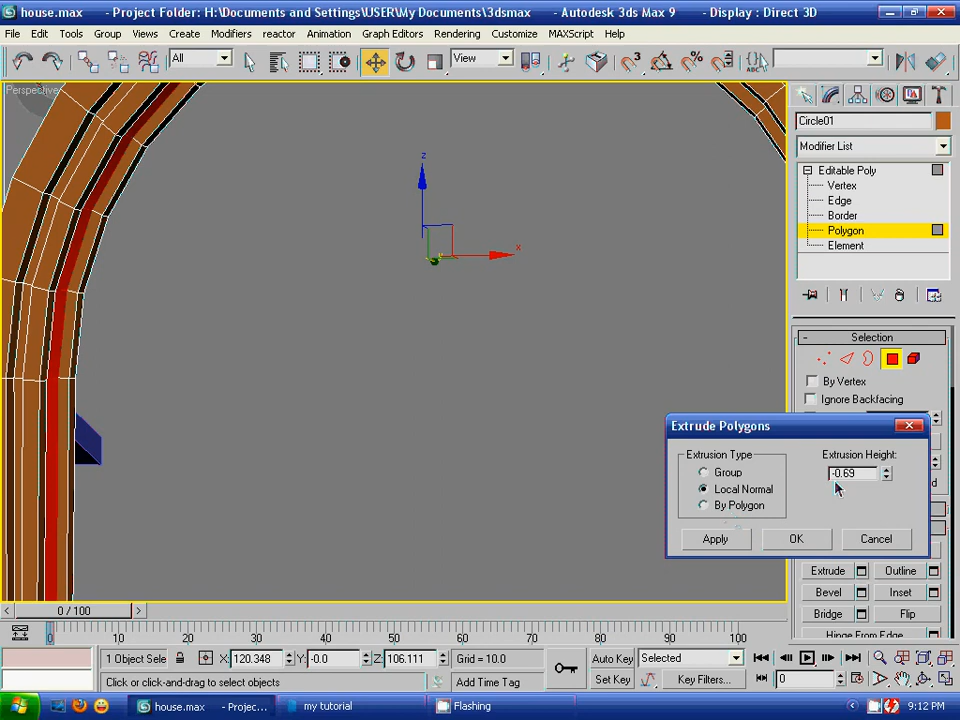 house.max - Project Folder: H:\Documents and Settings\USER\My Documents\3dsmax - Autodesk 3ds Max 9 - Display : Direct 3D
File Edit Tools Group Views Create Modifiers reactor Animation Graph Editors Rendering Customize MAXScript Help
All
View
Perspective
z
x
Circle01
Modifier List
Editable Poly
Vertex
Edge
Border
Polygon
Element
Selection
By Vertex
Ignore Backfacing
Extrude Polygons
Extrusion Type
Group
Local Normal
By Polygon
Extrusion Height:
-0.69
Apply OK Cancel
Extrude Outline
Bevel Inset
Bridge Flip
Hinge From Edge
0 / 100
0 10 20 30 40 50 60 70 80 90 100
1 Object Sele X: 120.348 Y: -0.0 Z: 106.111 Grid = 10.0 Auto Key Selected
Click or click-and-drag to select objects Add Time Tag Set Key Key Filters... 0
start house.max - Projec... my tutorial Flashing 9:12 PM